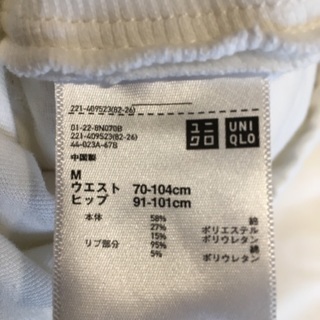 221-409523(82-26)
01-22-8N070B
221-409523(82-26)
44-023A-67B
中国製
ユニクロ
UNIQLO
M
ウエスト 70-104cm
ヒップ 91-101cm
本体 58% 綿
27% ポリエステル
15% ポリウレタン
リブ部分 95% 綿
5% ポリウレタン